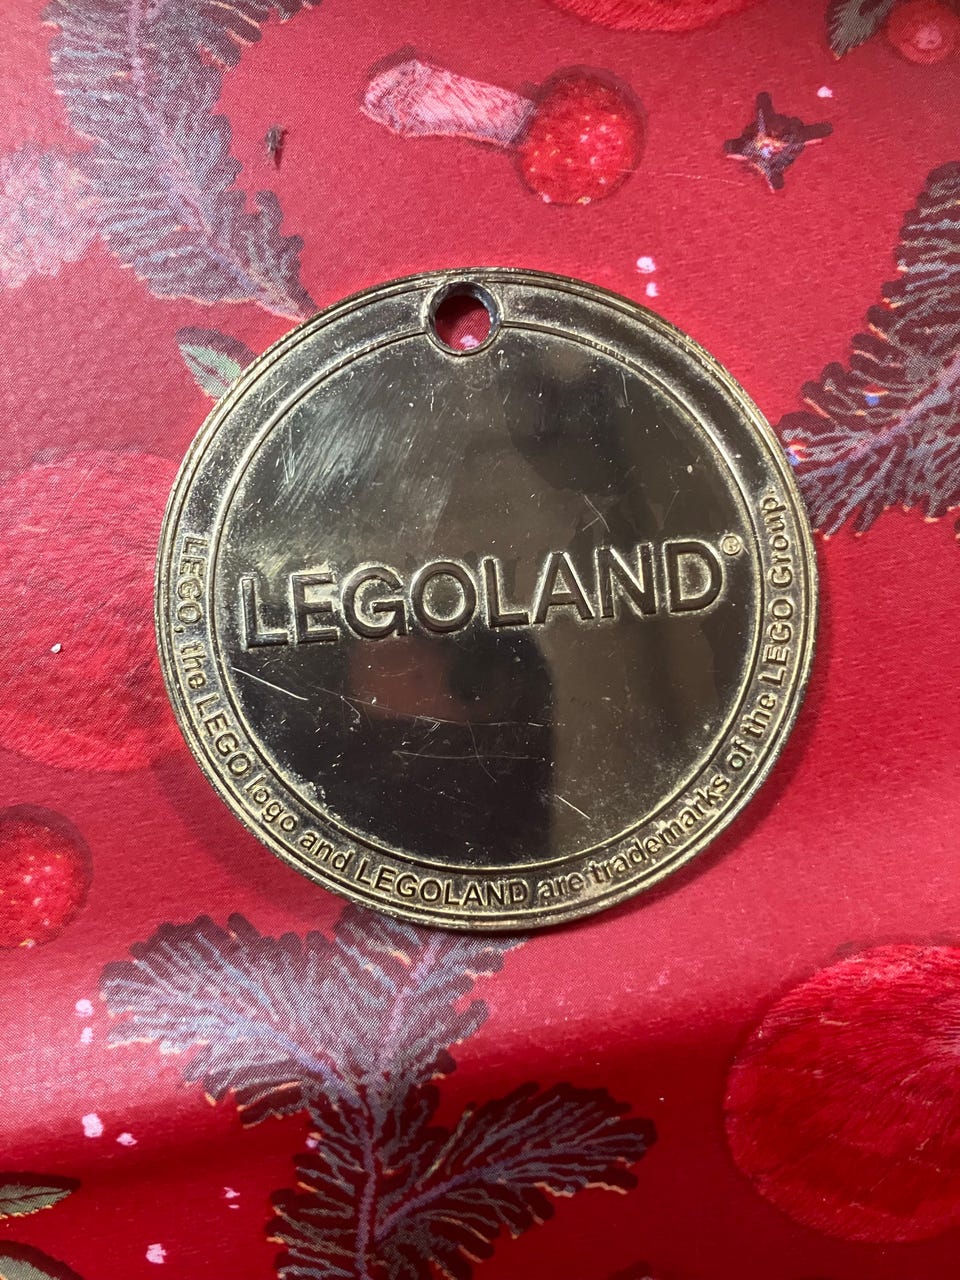 LEGOLAND®
LEGO, the LEGO logo and LEGOLAND are trademarks of the LEGO Group.